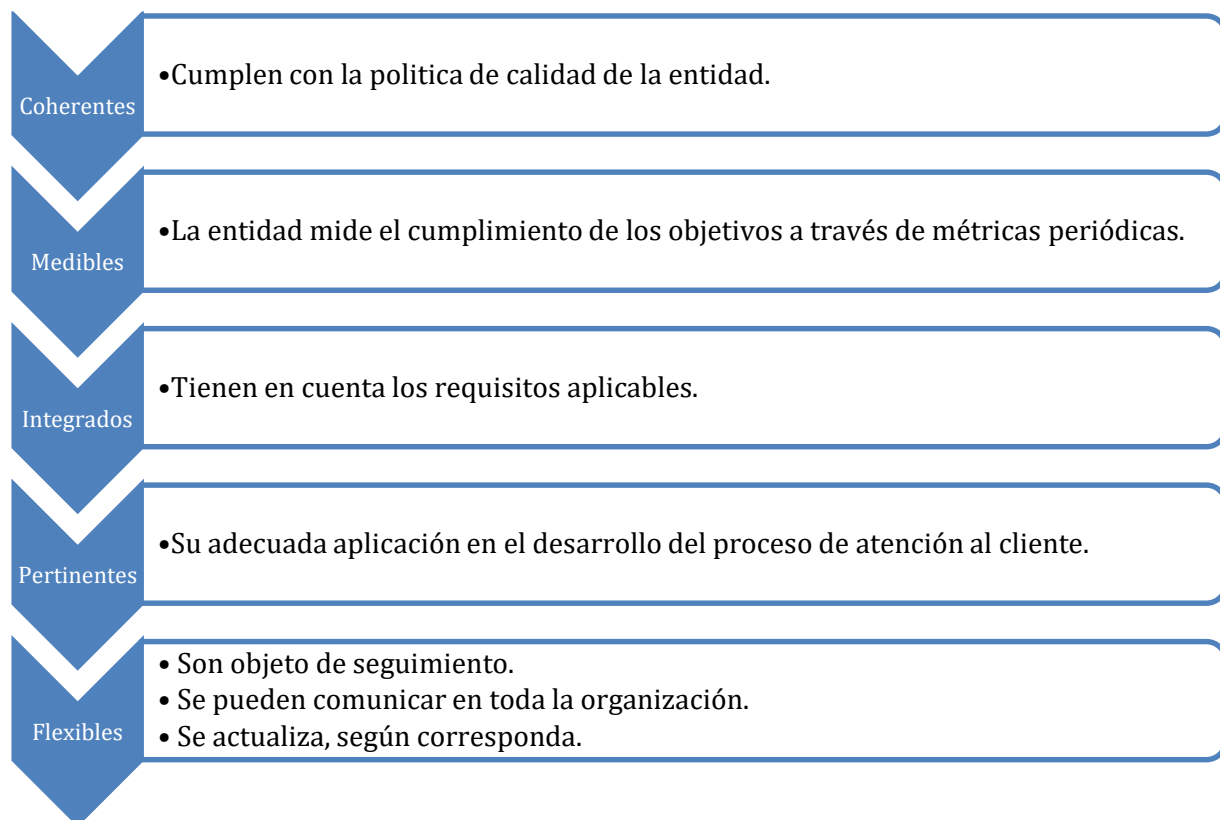 Coherentes
•Cumplen con la politica de calidad de la entidad.
Medibles
•La entidad mide el cumplimiento de los objetivos a través de métricas periódicas.
Integrados
•Tienen en cuenta los requisitos aplicables.
Pertinentes
•Su adecuada aplicación en el desarrollo del proceso de atención al cliente.
Flexibles
• Son objeto de seguimiento.
• Se pueden comunicar en toda la organización.
• Se actualiza, según corresponda.